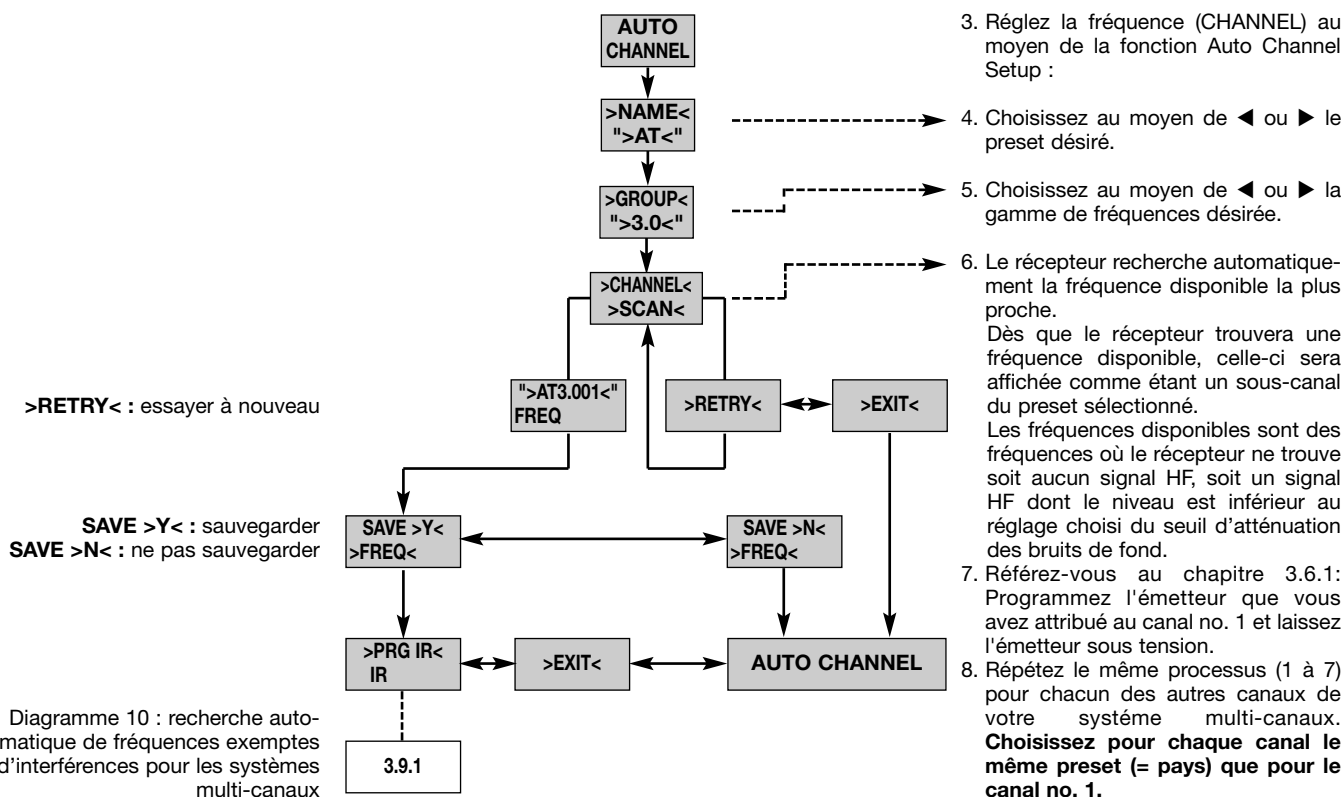 AUTO
CHANNEL
>NAME<
">AT<"
>GROUP<
">3.0<"
>CHANNEL<
>SCAN<
">AT3.001<"
FREQ
>RETRY<
>EXIT<
>RETRY< : essayer à nouveau
SAVE >Y< : sauvegarder
SAVE >N< : ne pas sauvegarder
SAVE >Y<
>FREQ<
SAVE >N<
>FREQ<
>PRG IR<
IR
>EXIT<
AUTO CHANNEL
3.9.1
Diagramme 10 : recherche auto-
matique de fréquences exemptes
d'interférences pour les systèmes
multi-canaux
3. Réglez la fréquence (CHANNEL) au
moyen de la fonction Auto Channel
Setup :
4. Choisissez au moyen de ◀ ou ▶ le
preset désiré.
5. Choisissez au moyen de ◀ ou ▶ la
gamme de fréquences désirée.
6. Le récepteur recherche automatique-
ment la fréquence disponible la plus
proche.
Dès que le récepteur trouvera une
fréquence disponible, celle-ci sera
affichée comme étant un sous-canal
du preset sélectionné.
Les fréquences disponibles sont des
fréquences où le récepteur ne trouve
soit aucun signal HF, soit un signal
HF dont le niveau est inférieur au
réglage choisi du seuil d'atténuation
des bruits de fond.
7. Référez-vous au chapitre 3.6.1:
Programmez l'émetteur que vous
avez attribué au canal no. 1 et laissez
l'émetteur sous tension.
8. Répétez le même processus (1 à 7)
pour chacun des autres canaux de
votre systéme multi-canaux.
Choisissez pour chaque canal le
même preset (= pays) que pour le
canal no. 1.